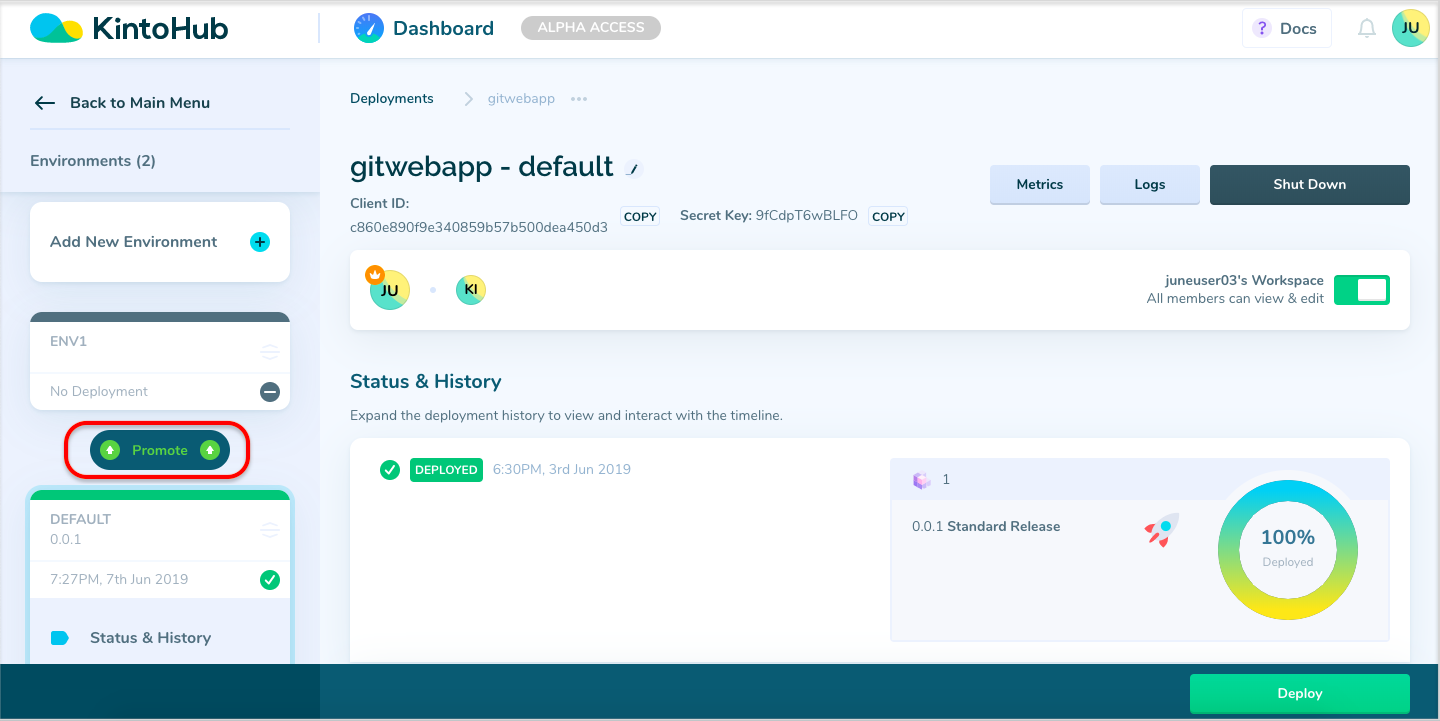 KintoHub
Dashboard
ALPHA ACCESS
? Docs
JU
Back to Main Menu
Environments (2)
Add New Environment
ENV1
No Deployment
Promote
DEFAULT
0.0.1
7:27PM, 7th Jun 2019
Status & History
Deployments
gitwebapp
gitwebapp - default
Metrics
Logs
Shut Down
Client ID:
c860e890f9e340859b57b500dea450d3
COPY
Secret Key: 9fCdpT6wBLFO
COPY
JU
KI
juneuser03's Workspace
All members can view & edit
Status & History
Expand the deployment history to view and interact with the timeline.
DEPLOYED 6:30PM, 3rd Jun 2019
1
0.0.1 Standard Release
100%
Deployed
Deploy